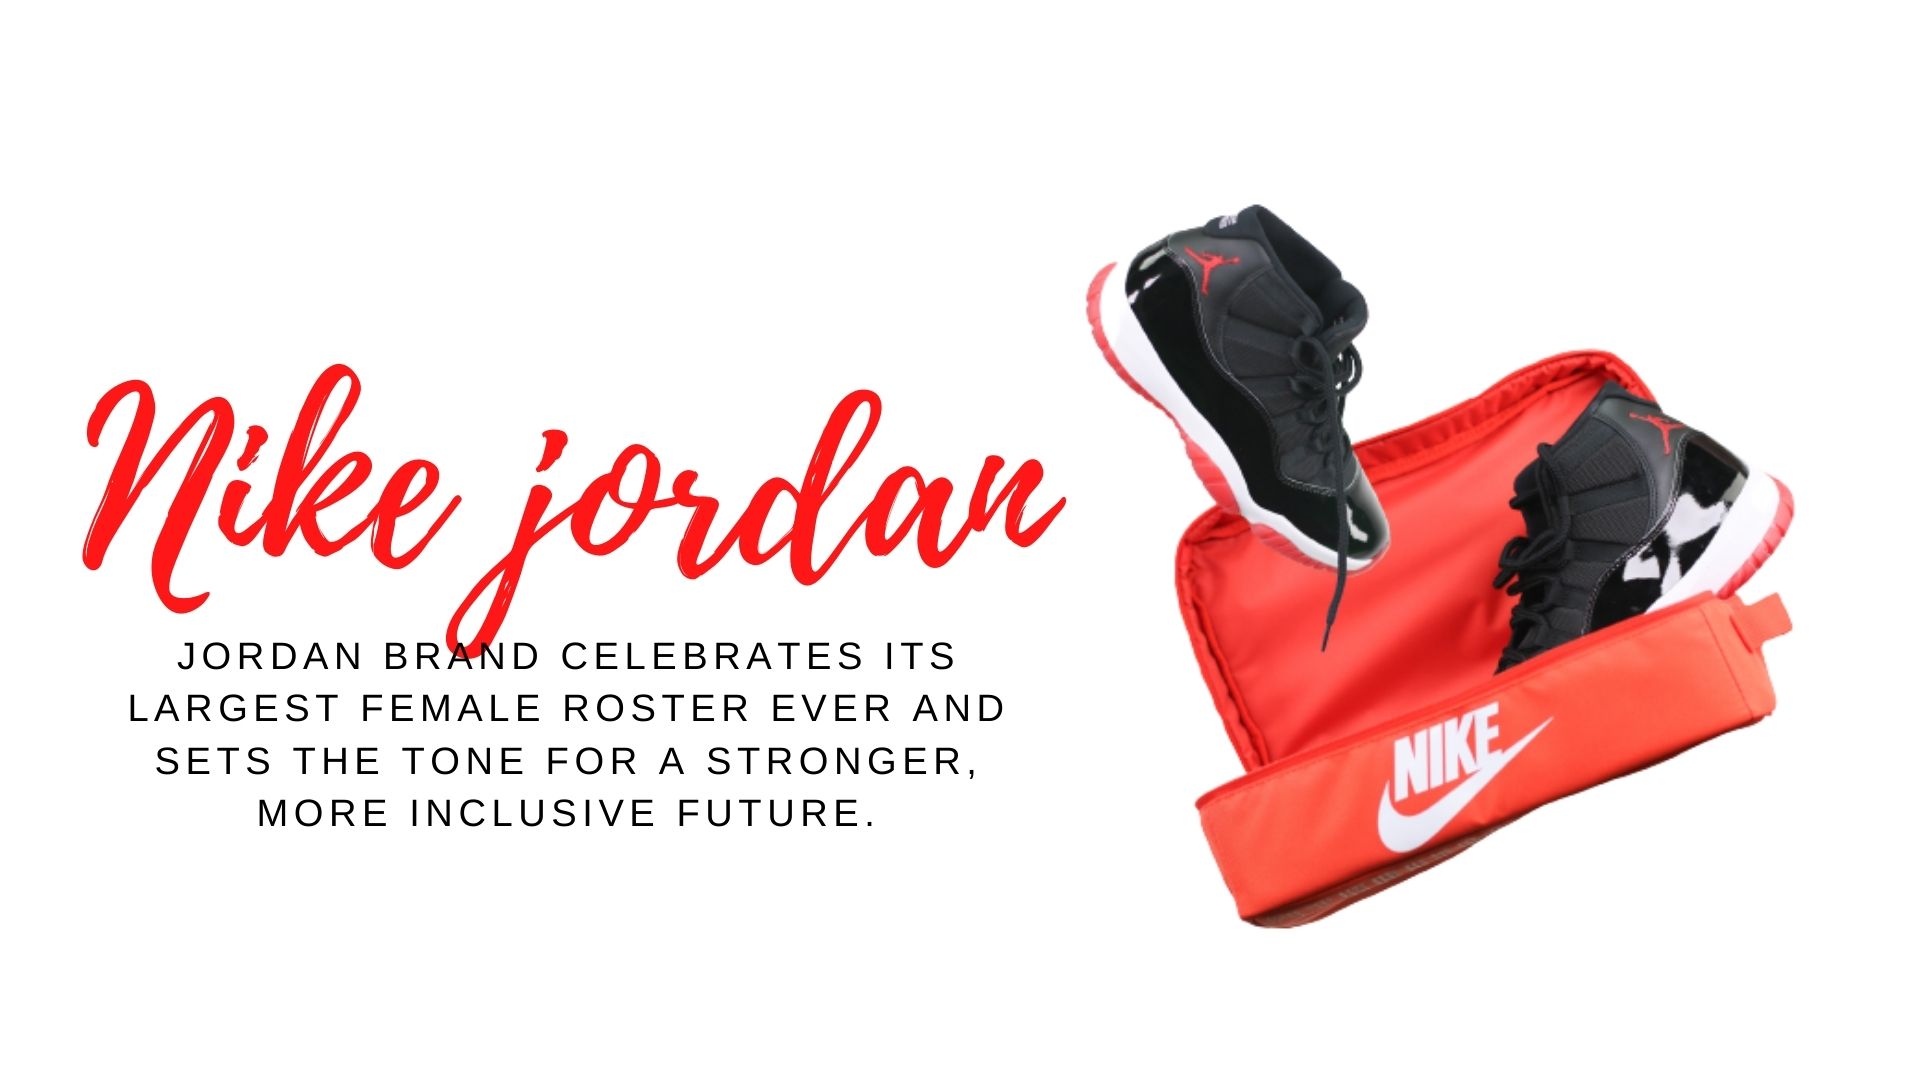 Nike jordan
JORDAN BRAND CELEBRATES ITS
LARGEST FEMALE ROSTER EVER AND
SETS THE TONE FOR A STRONGER,
MORE INCLUSIVE FUTURE.
NIKE